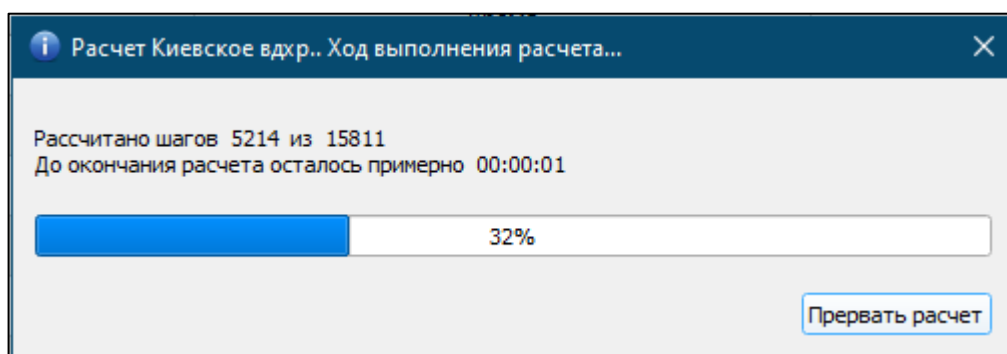 Расчет Киевское вдхр.. Ход выполнения расчета...
Рассчитано шагов 5214 из 15811
До окончания расчета осталось примерно 00:00:01
32%
Прервать расчет